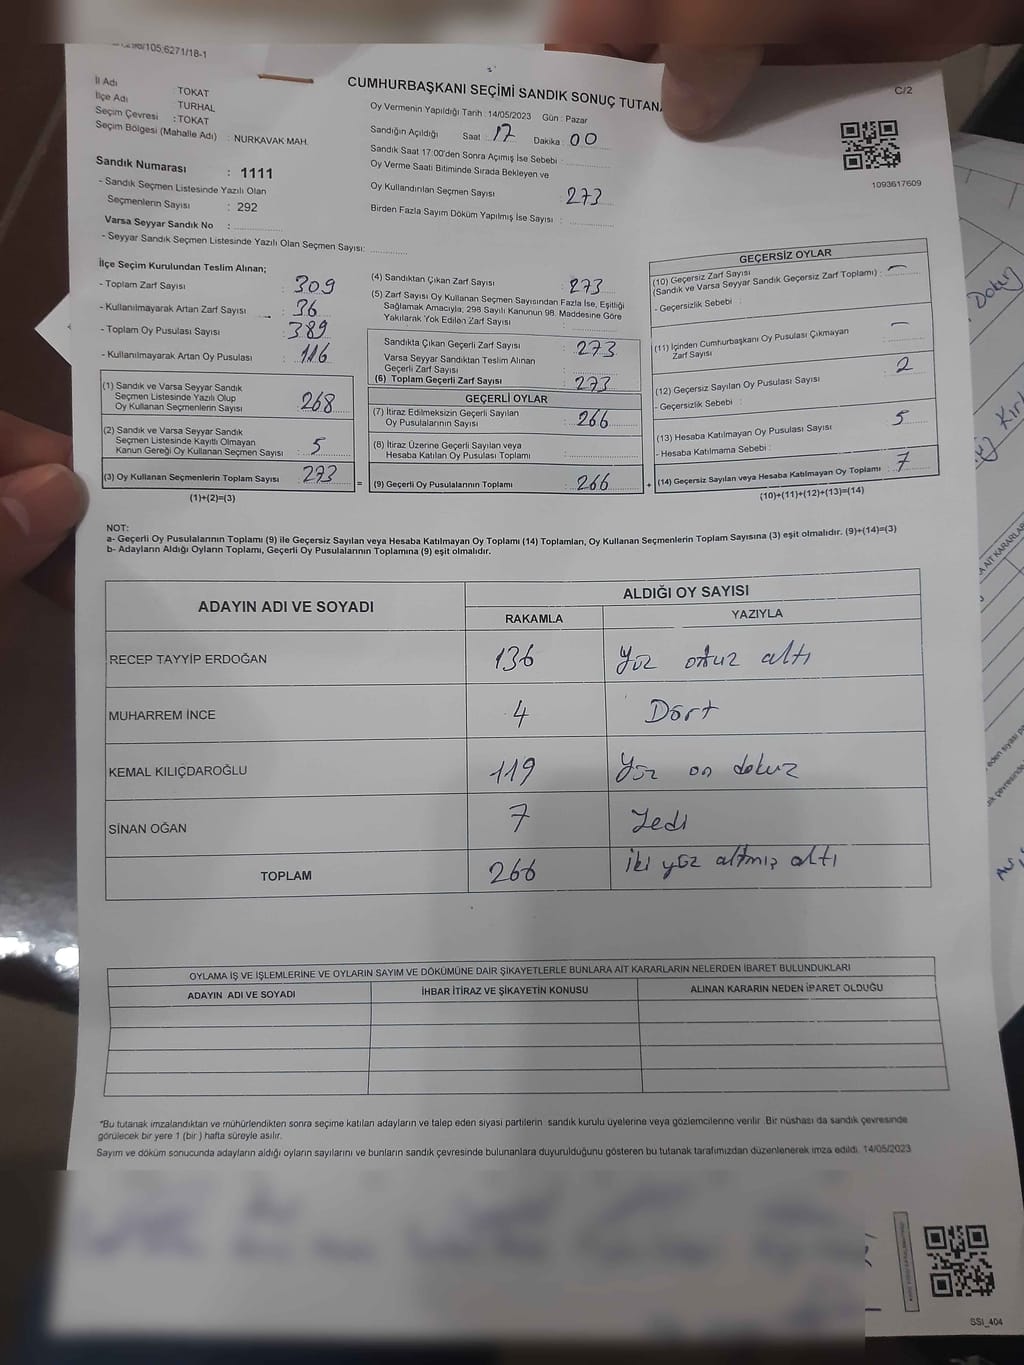 /105;6271/18-1
C/2
CUMHURBAŞKANI SEÇİMİ SANDIK SONUÇ TUTAN
İl Adı : TOKAT
İlçe Adı : TURHAL
Seçim Çevresi : TOKAT
Seçim Bölgesi (Mahalle Adı) : NURKAVAK MAH.
Sandık Numarası : 1111
- Sandık Seçmen Listesinde Yazılı Olan
Seçmenlerin Sayısı : 292
Varsa Seyyar Sandık No :
- Seyyar Sandık Seçmen Listesinde Yazılı Olan Seçmen Sayısı:
Oy Vermenin Yapıldığı Tarih : 14/05/2023 Gün : Pazar
Sandığın Açıldığı Saat : 17 Dakika : 00
Sandık Saat 17:00'den Sonra Açımış İse Sebebi :
Oy Verme Saati Bitiminde Sırada Bekleyen ve
Oy Kullandırılan Seçmen Sayısı : 273
Birden Fazla Sayım Döküm Yapılmış İse Sayısı :
1093617609
İlçe Seçim Kurulundan Teslim Alınan;
- Toplam Zarf Sayısı : 309
- Kullanılmayarak Artan Zarf Sayısı : 36
- Toplam Oy Pusulası Sayısı : 389
- Kullanılmayarak Artan Oy Pusulası : 116
(1) Sandık ve Varsa Seyyar Sandık
Seçmen Listesinde Yazılı Olup
Oy Kullanan Seçmenlerin Sayısı : 268
(2) Sandık ve Varsa Seyyar Sandık
Seçmen Listesinde Kayıtlı Olmayan
Kanun Gereği Oy Kullanan Seçmen Sayısı : 5
(3) Oy Kullanan Seçmenlerin Toplam Sayısı : 273
(1)+(2)=(3)
(4) Sandıktan Çıkan Zarf Sayısı : 273
(5) Zarf Sayısı Oy Kullanan Seçmen Sayısından Fazla İse, Eşitliği
Sağlamak Amacıyla; 298 Sayılı Kanunun 98. Maddesine Göre
Yakılarak Yok Edilen Zarf Sayısı :
Sandıkta Çıkan Geçerli Zarf Sayısı : 273
Varsa Seyyar Sandıktan Teslim Alınan
Geçerli Zarf Sayısı :
(6) Toplam Geçerli Zarf Sayısı : 273
GEÇERLİ OYLAR
(7) İtiraz Edilmeksizin Geçerli Sayılan
Oy Pusulalarının Sayısı : 266
(8) İtiraz Üzerine Geçerli Sayılan veya
Hesaba Katılan Oy Pusulası Toplamı :
= (9) Geçerli Oy Pusulalarının Toplamı : 266
GEÇERSİZ OYLAR
(10) Geçersiz Zarf Sayısı
(Sandık ve Varsa Seyyar Sandık Geçersiz Zarf Toplamı) : –
- Geçersizlik Sebebi :
(11) İçinden Cumhurbaşkanı Oy Pusulası Çıkmayan
Zarf Sayısı : –
(12) Geçersiz Sayılan Oy Pusulası Sayısı : 2
- Geçersizlik Sebebi :
(13) Hesaba Katılmayan Oy Pusulası Sayısı : 5
- Hesaba Katılmama Sebebi :
+ (14) Geçersiz Sayılan veya Hesaba Katılmayan Oy Toplamı : 7
(10)+(11)+(12)+(13)=(14)
NOT:
a- Geçerli Oy Pusulalarının Toplamı (9) ile Geçersiz Sayılan veya Hesaba Katılmayan Oy Toplamı (14) Toplamları, Oy Kullanan Seçmenlerin Toplam Sayısına (3) eşit olmalıdır. (9)+(14)=(3)
b- Adayların Aldığı Oyların Toplamı, Geçerli Oy Pusulalarının Toplamına (9) eşit olmalıdır.
ADAYIN ADI VE SOYADI ALDIĞI OY SAYISI
RAKAMLA YAZIYLA
RECEP TAYYİP ERDOĞAN 136 Yüz otuz altı
MUHARREM İNCE 4 Dört
KEMAL KILIÇDAROĞLU 119 Yüz on dokuz
SİNAN OĞAN 7 Yedi
TOPLAM 266 iki yüz altmış altı
OYLAMA İŞ VE İŞLEMLERİNE VE OYLARIN SAYIM VE DÖKÜMÜNE DAİR ŞİKAYETLERLE BUNLARA AİT KARARLARIN NELERDEN İBARET BULUNDUKLARI
ADAYIN ADI VE SOYADI İHBAR İTİRAZ VE ŞİKAYETİN KONUSU ALINAN KARARIN NEDEN İPARET OLDUĞU
"Bu tutanak imzalandıktan ve mühürlendikten sonra seçime katılan adayların ve talep eden siyasi partilerin sandık kurulu üyelerine veya gözlemcilerine verilir. Bir nüshası da sandık çevresinde
görülecek bir yere 1 (bir ) hafta süreyle asılır.
Sayım ve döküm sonucunda adayların aldığı oyların sayılarını ve bunların sandık çevresinde bulunanlara duyurulduğunu gösteren bu tutanak tarafımızdan düzenlenerek imza edildi. 14/05/2023
SSI_404